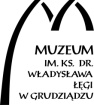 MUZEUM
IM. KS. DR.
WŁADYSŁAWA
ŁĘGI
W GRUDZIĄDZU